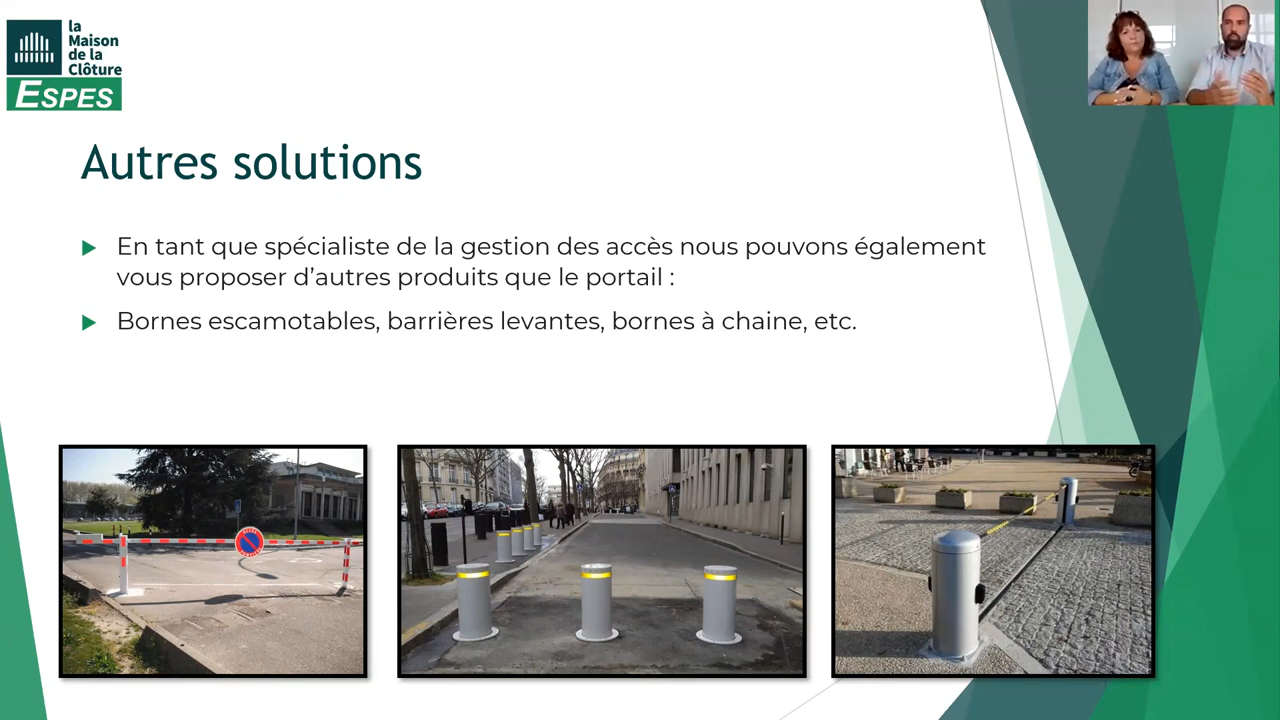 la
Maison
de la
Clôture
ESPES
Autres solutions
En tant que spécialiste de la gestion des accès nous pouvons également
vous proposer d’autres produits que le portail :
Bornes escamotables, barrières levantes, bornes à chaine, etc.